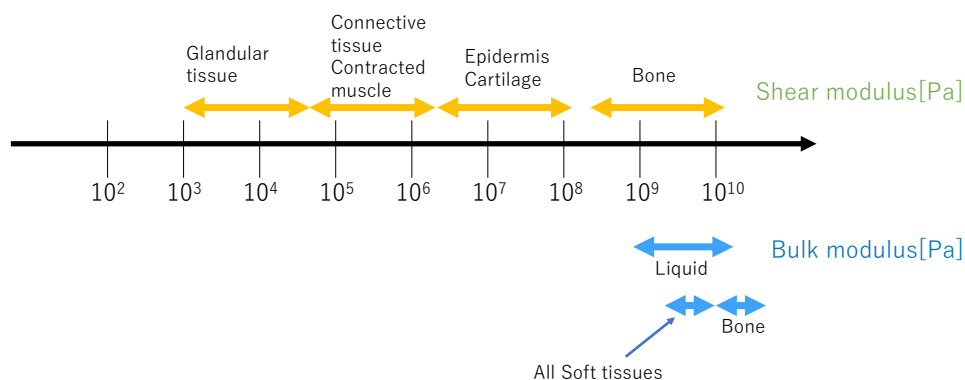 Connective
tissue
Contracted
muscle
Glandular
tissue
Epidermis
Cartilage
Bone
Shear modulus[Pa]
10² 10³ 10⁴ 10⁵ 10⁶ 10⁷ 10⁸ 10⁹ 10¹⁰
Bulk modulus[Pa]
Liquid
Bone
All Soft tissues